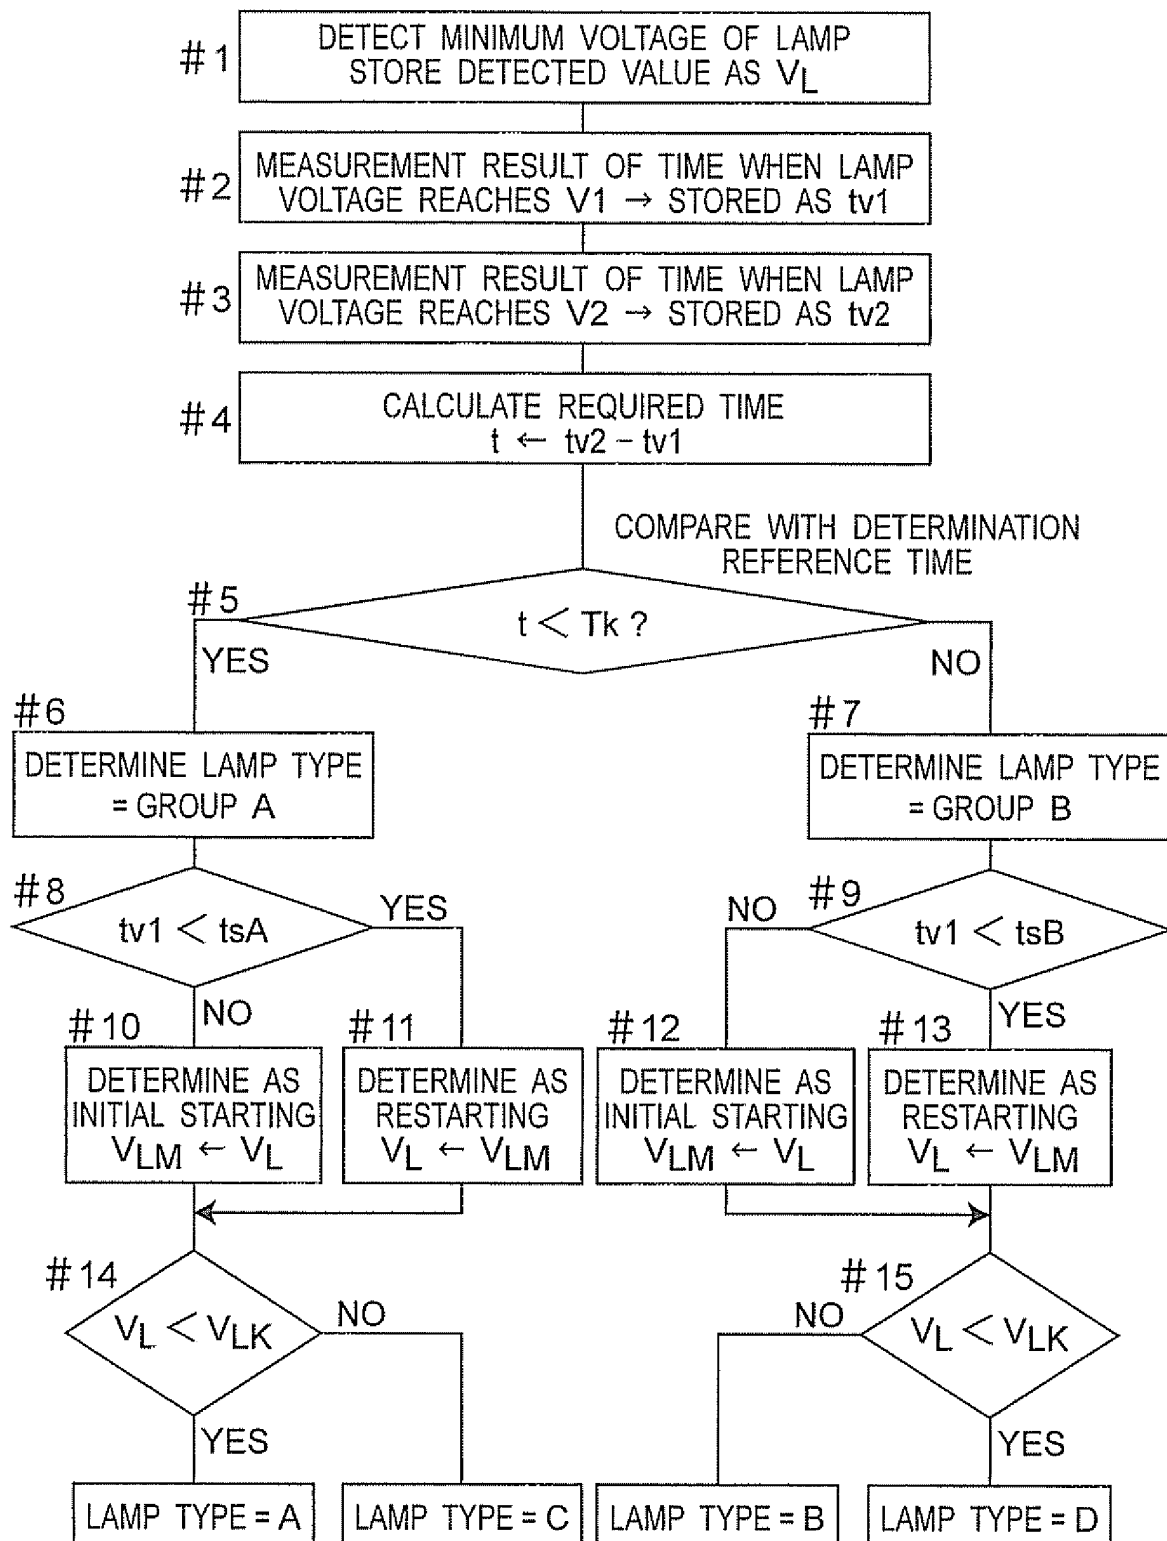 #1
DETECT MINIMUM VOLTAGE OF LAMP
STORE DETECTED VALUE AS VL
#2
MEASUREMENT RESULT OF TIME WHEN LAMP
VOLTAGE REACHES V1 → STORED AS tv1
#3
MEASUREMENT RESULT OF TIME WHEN LAMP
VOLTAGE REACHES V2 → STORED AS tv2
#4
CALCULATE REQUIRED TIME
t ← tv2 – tv1
COMPARE WITH DETERMINATION
REFERENCE TIME
#5
t < Tk ?
YES
NO
#6
DETERMINE LAMP TYPE
= GROUP A
#7
DETERMINE LAMP TYPE
= GROUP B
#8
tv1 < tsA
YES
NO
#9
tv1 < tsB
NO
YES
#10
DETERMINE AS
INITIAL STARTING
VLM ← VL
#11
DETERMINE AS
RESTARTING
VL ← VLM
#12
DETERMINE AS
INITIAL STARTING
VLM ← VL
#13
DETERMINE AS
RESTARTING
VL ← VLM
#14
VL < VLK
NO
YES
#15
VL < VLK
NO
YES
LAMP TYPE = A
LAMP TYPE = C
LAMP TYPE = B
LAMP TYPE = D